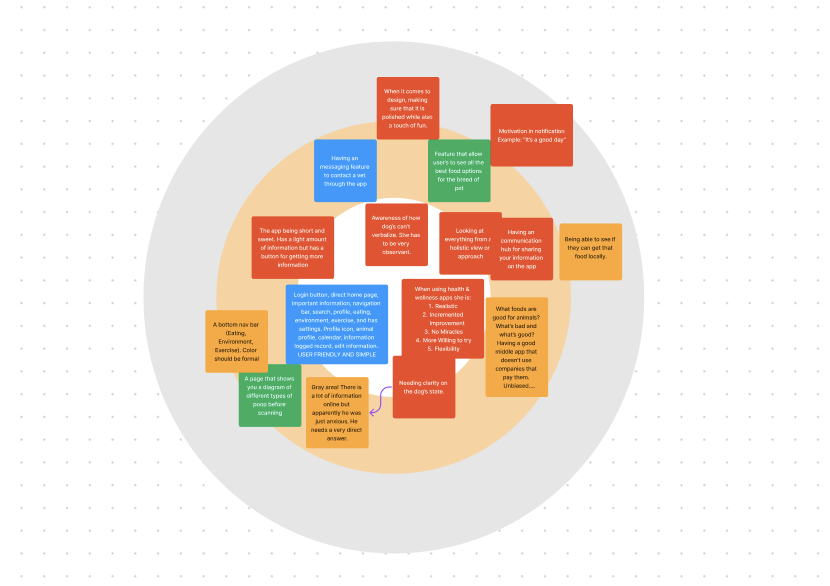 When it comes to
design, making
sure that it is
polished while also
a touch of fun.
Motivation in notification
Example: "It's a good day"
Having an
messaging feature
to contact a vet
through the app
Feature that allow
user's to see all the
best food options
for the breed of
pet
The app being short and
sweet. Has a light amount
of information but has a
button for getting more
information
Awareness of how
dog's can't
verbalize. She has
to be very
observant.
Looking at
everything from
holistic view or
approach
Having an
communication
hub for sharing
your information
on the app
Being able to see if
they can get that
food locally.
Login button, direct home page,
important information, navigation
bar, search, profile, eating,
environment, exercise, and has
settings. Profile icon, animal
profile, calendar, information
logged record, edit information.
USER FRIENDLY AND SIMPLE
When using health &
wellness apps she is:
1. Realistic
2. Incremented
Improvement
3. No Miracles
4. More Willing to try
5. Flexibility
What foods are
good for animals?
What's bad and
what's good?
Having a good
middle app that
doesn't use
companies that
pay them.
Unbiased....
A bottom nav bar
(Eating,
Environment,
Exercise). Color
should be formal
A page that shows
you a diagram of
different types of
poop before
scanning
Gray area! There is
a lot of information
online but
apparently he was
just anxious. He
needs a very direct
answer.
Needing clarity on
the dog's state.